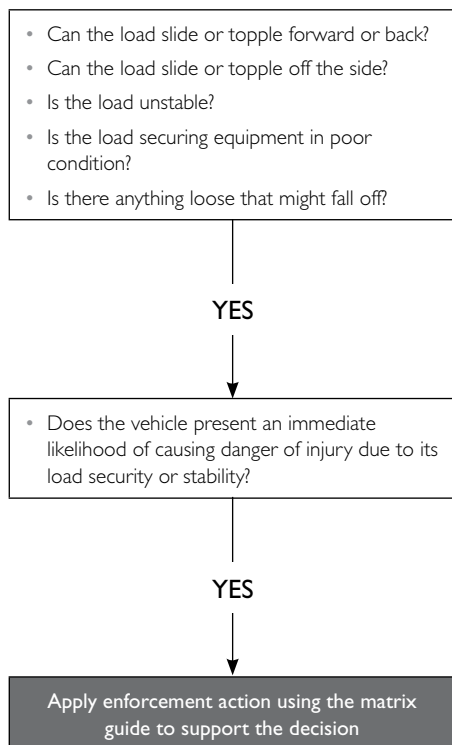 • Can the load slide or topple forward or back?
• Can the load slide or topple off the side?
• Is the load unstable?
• Is the load securing equipment in poor
condition?
• Is there anything loose that might fall off?
YES
• Does the vehicle present an immediate
likelihood of causing danger of injury due to its
load security or stability?
YES
Apply enforcement action using the matrix
guide to support the decision